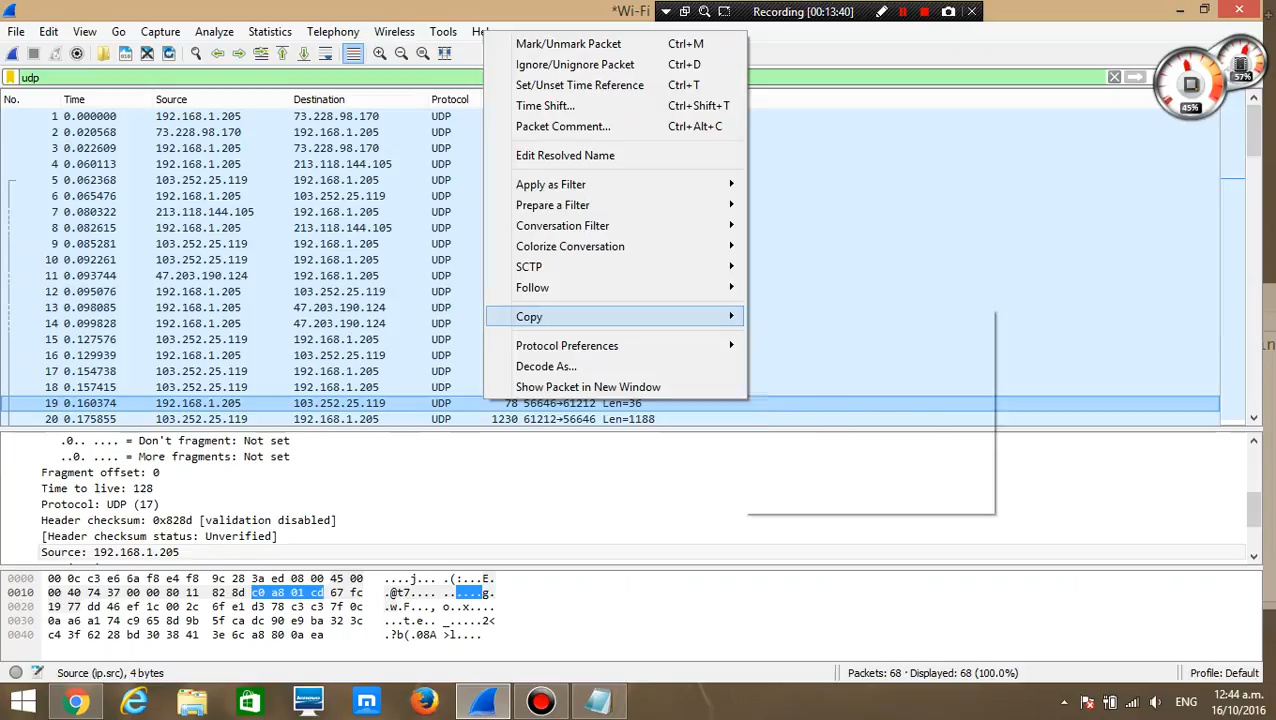 *Wi-Fi
Recording [00:13:40]
File Edit View Go Capture Analyze Statistics Telephony Wireless Tools He
udp
No. Time Source Destination Protocol
1 0.000000 192.168.1.205 73.228.98.170 UDP
2 0.020568 73.228.98.170 192.168.1.205 UDP
3 0.022609 192.168.1.205 73.228.98.170 UDP
4 0.060113 192.168.1.205 213.118.144.105 UDP
5 0.062368 103.252.25.119 192.168.1.205 UDP
6 0.065476 192.168.1.205 103.252.25.119 UDP
7 0.080322 213.118.144.105 192.168.1.205 UDP
8 0.082615 192.168.1.205 213.118.144.105 UDP
9 0.085281 103.252.25.119 192.168.1.205 UDP
10 0.092261 103.252.25.119 192.168.1.205 UDP
11 0.093744 47.203.190.124 192.168.1.205 UDP
12 0.095076 192.168.1.205 103.252.25.119 UDP
13 0.098085 192.168.1.205 47.203.190.124 UDP
14 0.099828 192.168.1.205 47.203.190.124 UDP
15 0.127576 103.252.25.119 192.168.1.205 UDP
16 0.129939 192.168.1.205 103.252.25.119 UDP
17 0.154738 103.252.25.119 192.168.1.205 UDP
18 0.157415 103.252.25.119 192.168.1.205 UDP
19 0.160374 192.168.1.205 103.252.25.119 UDP 78 56646→61212 Len=36
20 0.175855 103.252.25.119 192.168.1.205 UDP 1230 61212→56646 Len=1188
Mark/Unmark Packet Ctrl+M
Ignore/Unignore Packet Ctrl+D
Set/Unset Time Reference Ctrl+T
Time Shift... Ctrl+Shift+T
Packet Comment... Ctrl+Alt+C
Edit Resolved Name
Apply as Filter
Prepare a Filter
Conversation Filter
Colorize Conversation
SCTP
Follow
Copy
Protocol Preferences
Decode As...
Show Packet in New Window
45%
57%
in
.0.. .... = Don't fragment: Not set
..0. .... = More fragments: Not set
Fragment offset: 0
Time to live: 128
Protocol: UDP (17)
Header checksum: 0x828d [validation disabled]
[Header checksum status: Unverified]
Source: 192.168.1.205
0000 00 0c c3 e6 6a f8 e4 f8 9c 28 3a ed 08 00 45 00 ....j... .(:...E.
0010 00 40 74 37 00 00 80 11 82 8d c0 a8 01 cd 67 fc .@t7.... ......g.
0020 19 77 dd 46 ef 1c 00 2c 6f e1 d3 78 c3 c3 7f 0c .w.F..., o..x....
0030 0a a6 a1 74 c9 65 8d 9b 5f ca dc 90 e9 ba 32 3c ...t.e.. _.....2<
0040 c4 3f 62 28 bd 30 38 41 3e 6c a8 80 0a ea .?b(.08A >l....
Source (ip.src), 4 bytes
Packets: 68 · Displayed: 68 (100.0%)
Profile: Default
lenovo
ENG
12:44 a.m.
16/10/2016